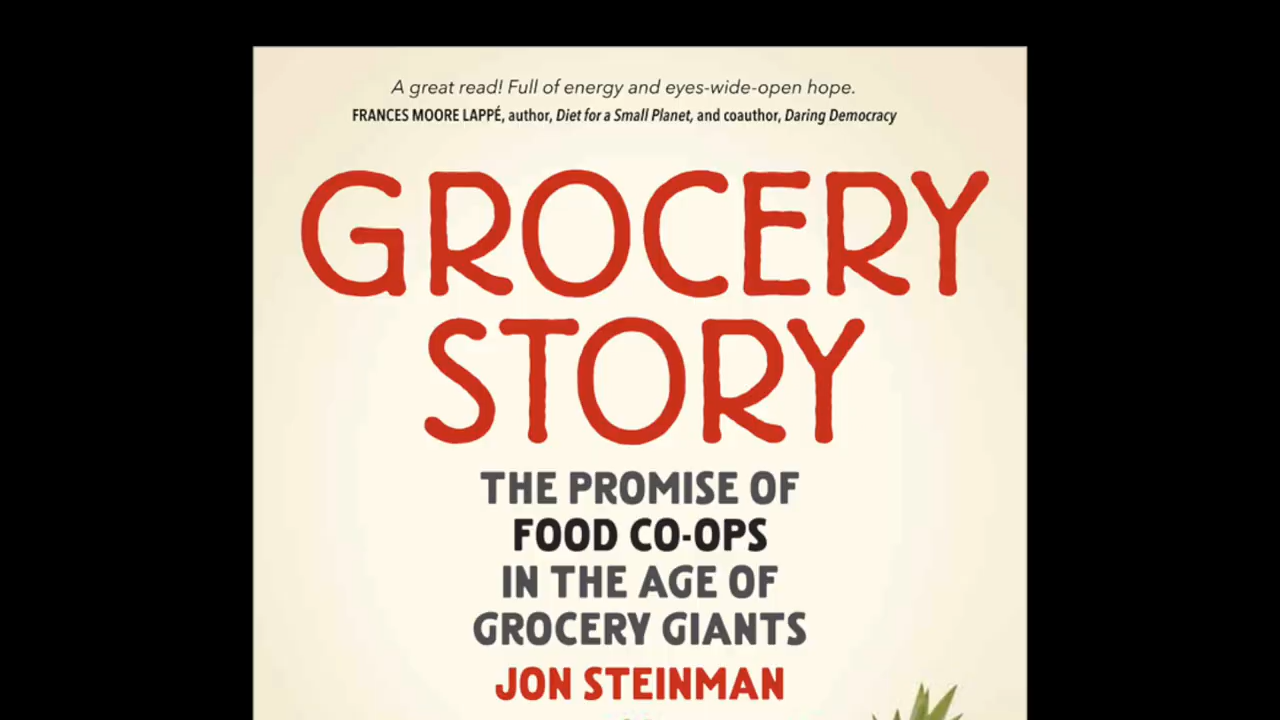 A great read! Full of energy and eyes-wide-open hope.
FRANCES MOORE LAPPÉ, author, Diet for a Small Planet, and coauthor, Daring Democracy
GROCERY
STORY
THE PROMISE OF
FOOD CO-OPS
IN THE AGE OF
GROCERY GIANTS
JON STEINMAN